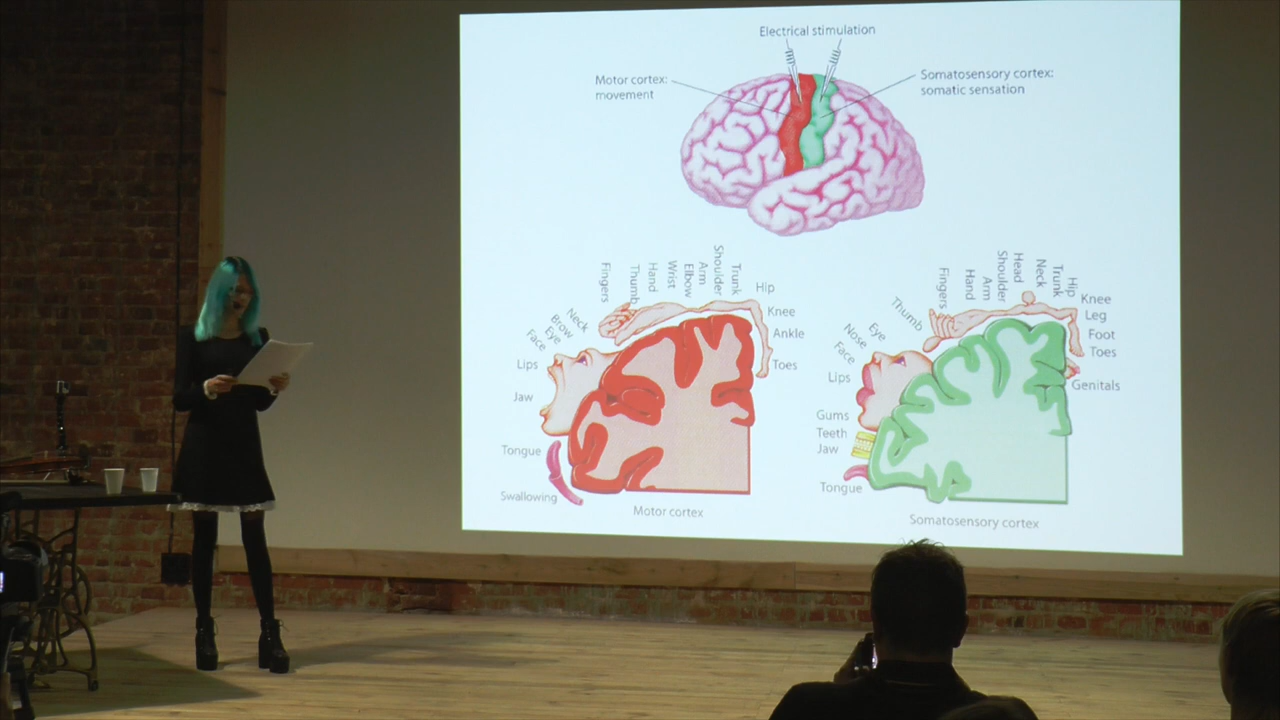 Electrical stimulation
Motor cortex:
movement
Somatosensory cortex:
somatic sensation
Fingers
Thumb
Hand
Wrist
Elbow
Arm
Shoulder
Trunk
Hip
Knee
Ankle
Toes
Neck
Brow
Eye
Face
Lips
Jaw
Tongue
Swallowing
Motor cortex
Fingers
Hand
Arm
Shoulder
Head
Neck
Trunk
Hip
Knee
Leg
Foot
Toes
Genitals
Thumb
Eye
Nose
Face
Lips
Gums
Teeth
Jaw
Tongue
Somatosensory cortex